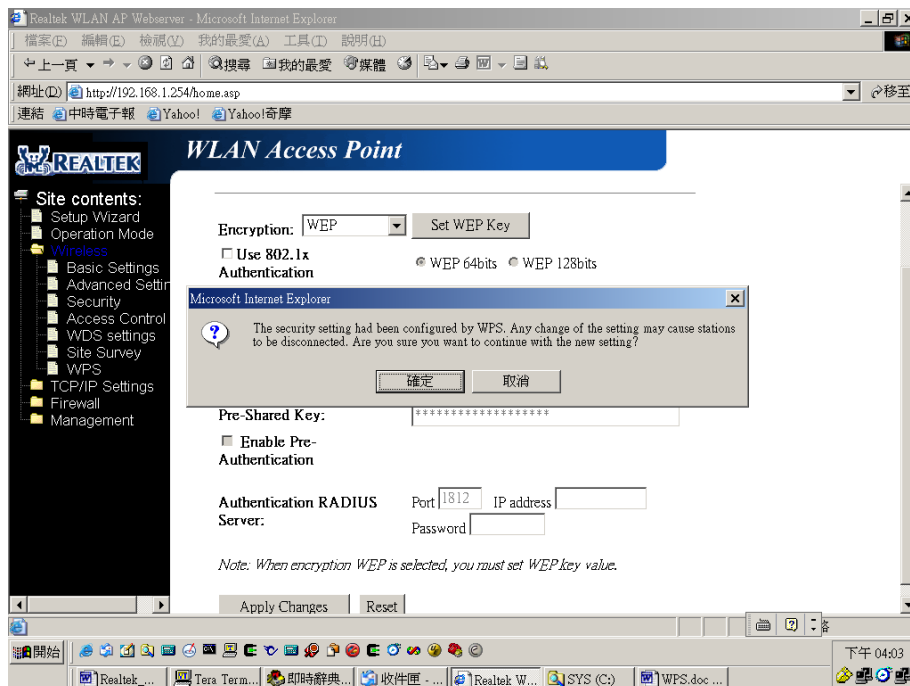 Realtek WLAN AP Webserver - Microsoft Internet Explorer
檔案(F) 編輯(E) 檢視(V) 我的最愛(A) 工具(T) 說明(H)
上一頁 搜尋 我的最愛 媒體
網址(D) http://192.168.1.254/home.asp 移至
連結 中時電子報 Yahoo! Yahoo!奇摩
REALTEK
WLAN Access Point
Site contents:
Setup Wizard
Operation Mode
Wireless
Basic Settings
Advanced Settin
Security
Access Control
WDS settings
Site Survey
WPS
TCP/IP Settings
Firewall
Management
Encryption: WEP Set WEP Key
Use 802.1x
Authentication
WEP 64bits WEP 128bits
Microsoft Internet Explorer
The security setting had been configured by WPS. Any change of the setting may cause stations
to be disconnected. Are you sure you want to continue with the new setting?
確定 取消
Pre-Shared Key: *******************
Enable Pre-
Authentication
Authentication RADIUS
Server:
Port 1812 IP address
Password
Note: When encryption WEP is selected, you must set WEP key value.
Apply Changes Reset
開始
下午 04:03
Realtek_... Tera Term... 即時辭典... 收件匣 - ... Realtek W... SYS (C:) WPS.doc ...